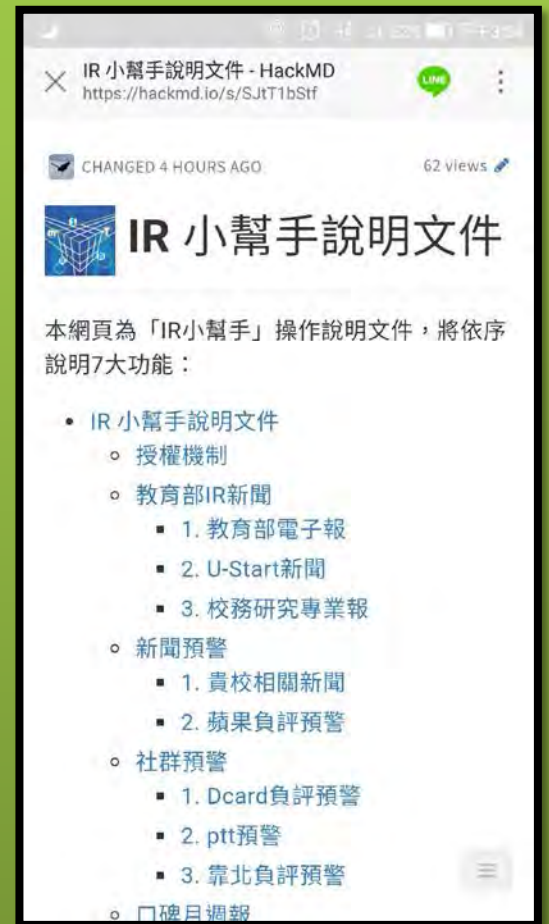 IR 小幫手說明文件 - HackMD
https://hackmd.io/s/SJtT1bStf
LINE
CHANGED 4 HOURS AGO
62 views
IR 小幫手說明文件
本網頁為「IR小幫手」操作說明文件，將依序
說明7大功能：
IR 小幫手說明文件
授權機制
教育部IR新聞
1. 教育部電子報
2. U-Start新聞
3. 校務研究專業報
新聞預警
1. 貴校相關新聞
2. 蘋果負評預警
社群預警
1. Dcard負評預警
2. ptt預警
3. 靠北負評預警
口碑月週報